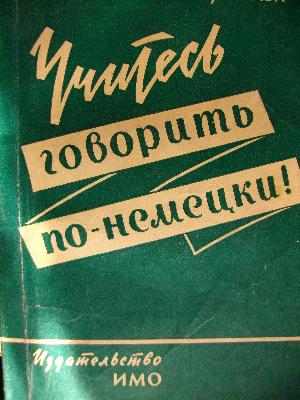 Учитесь
говорить
по-немецки!
Издательство
ИМО